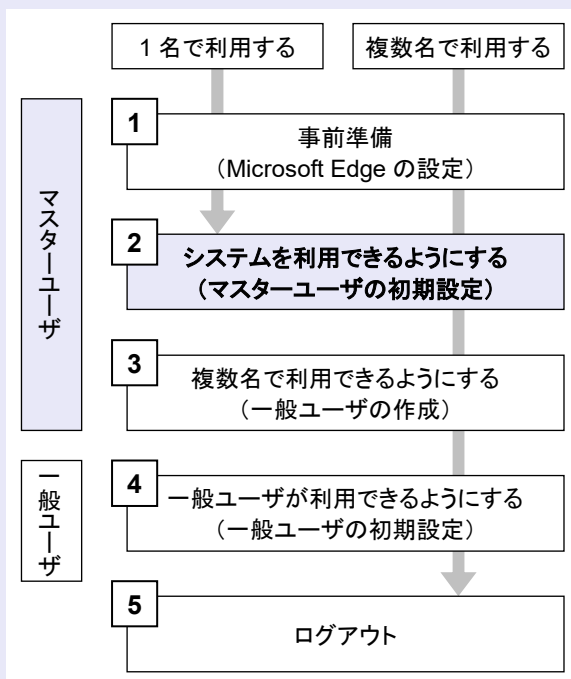 1 名で利用する
複数名で利用する
マスターユーザ
1
事前準備
（Microsoft Edge の設定）
2
システムを利用できるようにする
（マスターユーザの初期設定）
3
複数名で利用できるようにする
（一般ユーザの作成）
一般ユーザ
4
一般ユーザが利用できるようにする
（一般ユーザの初期設定）
5
ログアウト